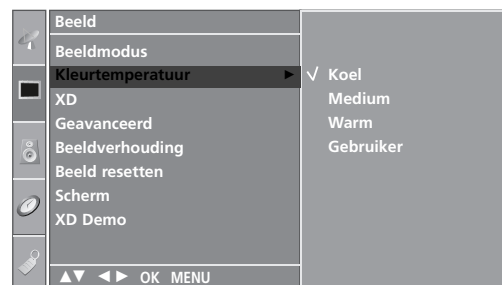 Beeld
Beeldmodus
Kleurtemperatuur ► √ Koel
XD Medium
Geavanceerd Warm
Beeldverhouding Gebruiker
Beeld resetten
Scherm
XD Demo
▲▼ ◄► OK MENU